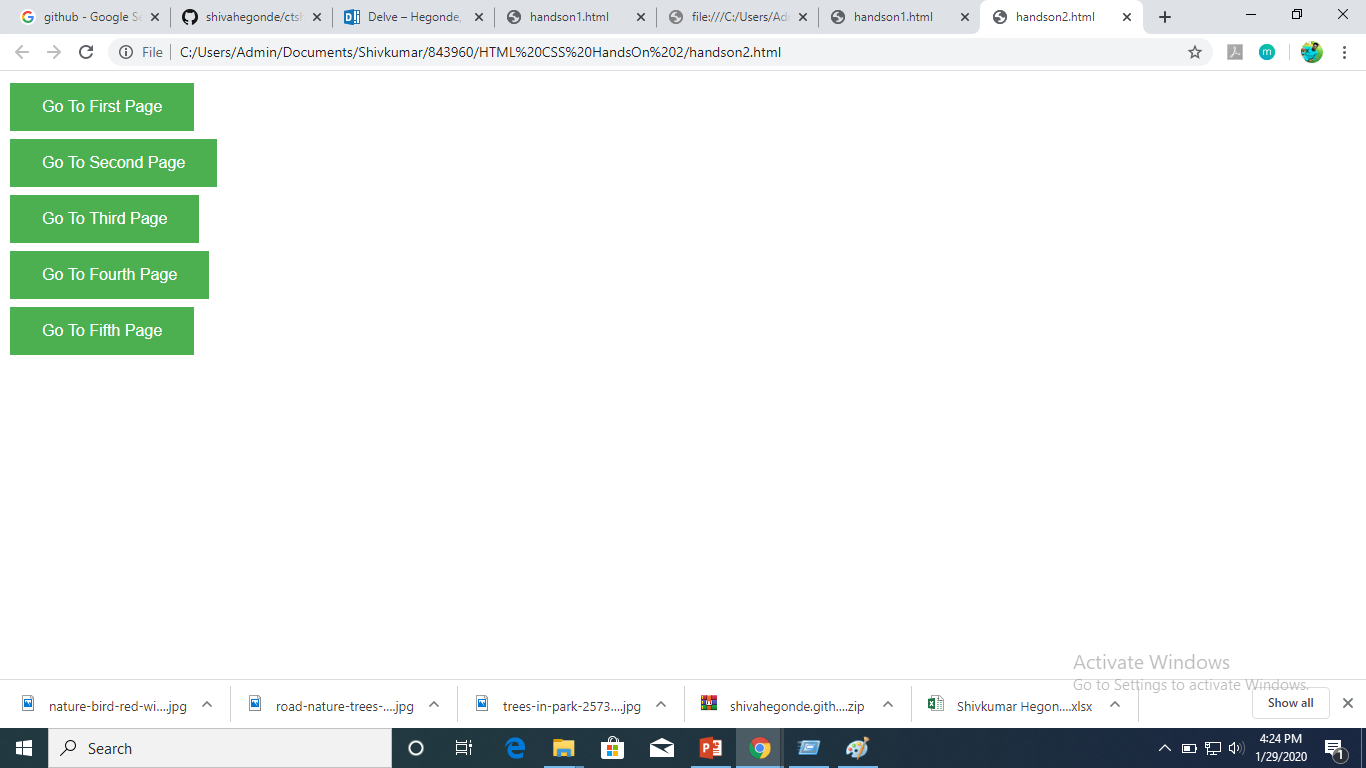 github - Google Se
shivahegonde/ctsh
Delve – Hegonde,
handson1.html
file:///C:/Users/Adm
handson1.html
handson2.html
File
C:/Users/Admin/Documents/Shivkumar/843960/HTML%20CSS%20HandsOn%202/handson2.html
m
Go To First Page
Go To Second Page
Go To Third Page
Go To Fourth Page
Go To Fifth Page
Activate Windows
Go to Settings to activate Windows.
nature-bird-red-wi....jpg
road-nature-trees-....jpg
trees-in-park-2573....jpg
shivahegonde.gith....zip
Shivkumar Hegon....xlsx
Show all
Search
4:24 PM
1/29/2020
1